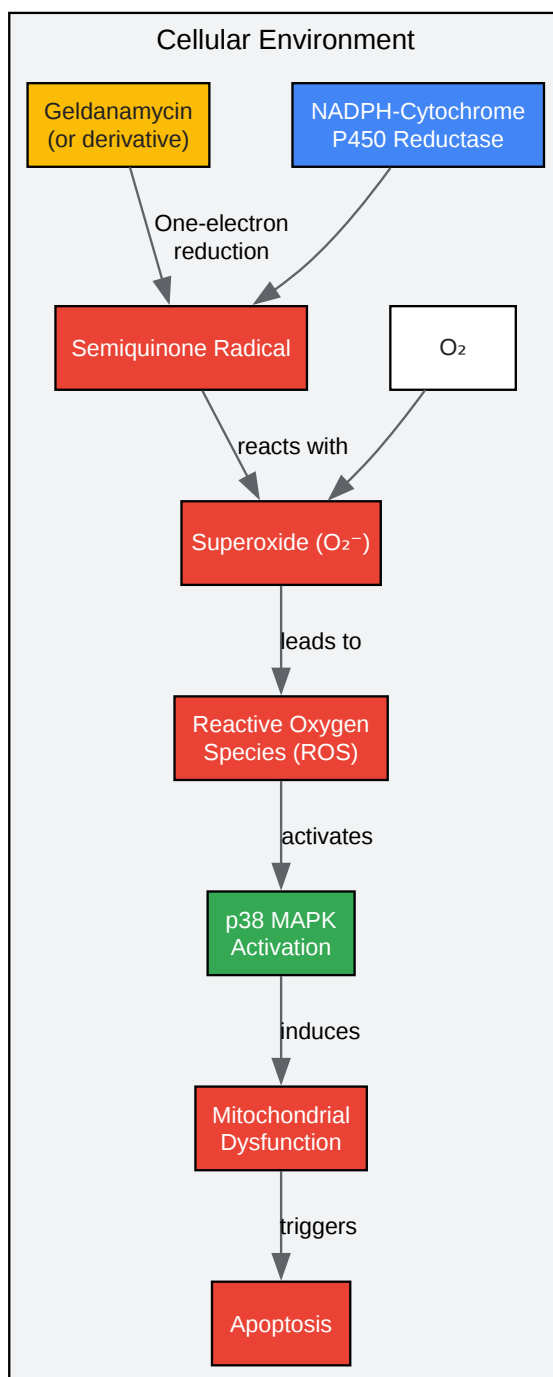 Cellular Environment
Geldanamycin
(or derivative)
NADPH-Cytochrome
P450 Reductase
One-electron
reduction
Semiquinone Radical
O₂
reacts with
Superoxide (O₂⁻)
leads to
Reactive Oxygen
Species (ROS)
activates
p38 MAPK
Activation
induces
Mitochondrial
Dysfunction
triggers
Apoptosis